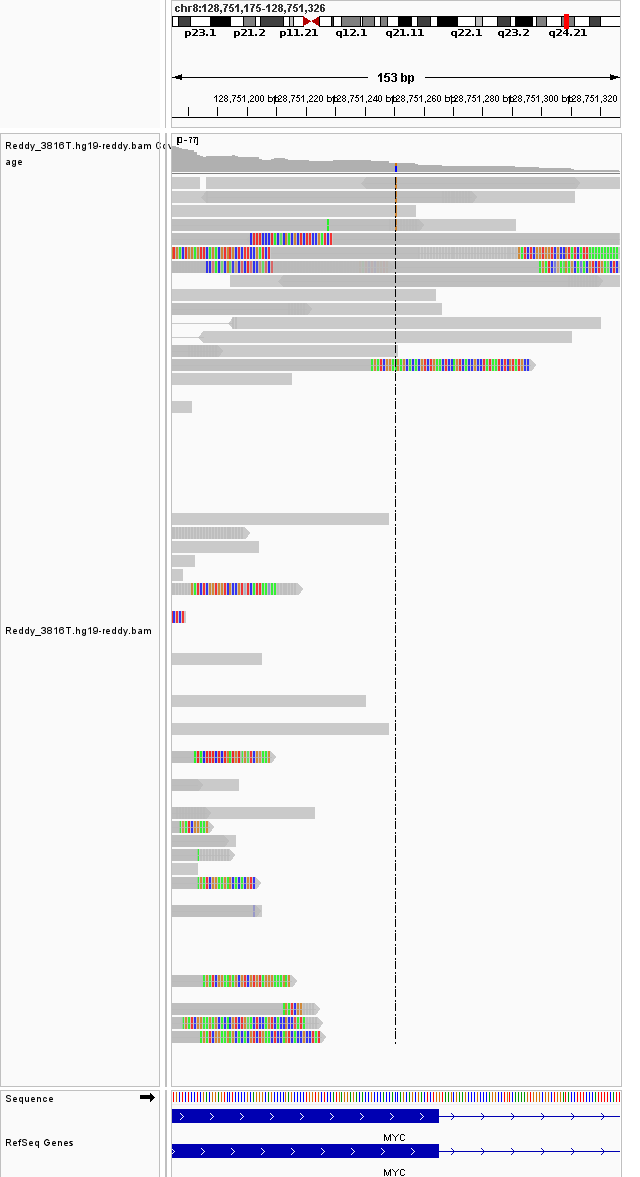 chr8:128,751,175-128,751,326
p23.1 p21.2 p11.21 q12.1 q21.11 q22.1 q23.2 q24.21
153 bp
128,751,200 bp 128,751,220 bp 128,751,240 bp 128,751,260 bp 128,751,280 bp 128,751,300 bp 128,751,320
[0 - 77]
Reddy_3816T.hg19-reddy.bam Cov
age
Reddy_3816T.hg19-reddy.bam
Sequence
MYC
RefSeq Genes
MYC